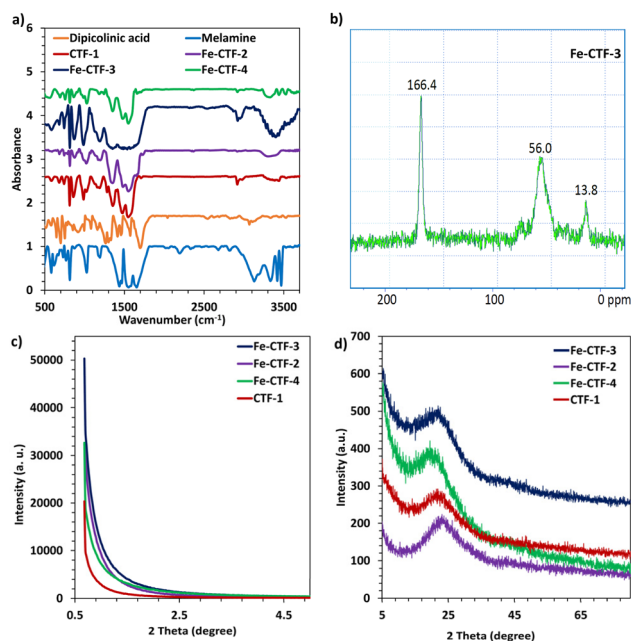 a)
Dipicolinic acid
Melamine
CTF-1
Fe-CTF-2
Fe-CTF-3
Fe-CTF-4
6
5
4
3
2
1
0
Absorbance
500
1500
2500
3500
Wavenumber (cm⁻¹)
b)
Fe-CTF-3
166.4
56.0
13.8
200
100
0 ppm
c)
Fe-CTF-3
Fe-CTF-2
Fe-CTF-4
CTF-1
50000
40000
30000
20000
10000
0
Intensity (a. u.)
0.5
2.5
4.5
2 Theta (degree)
d)
Fe-CTF-3
Fe-CTF-2
Fe-CTF-4
CTF-1
700
600
500
400
300
200
100
0
Intensity (a.u.)
5
25
45
65
2 Theta (degree)